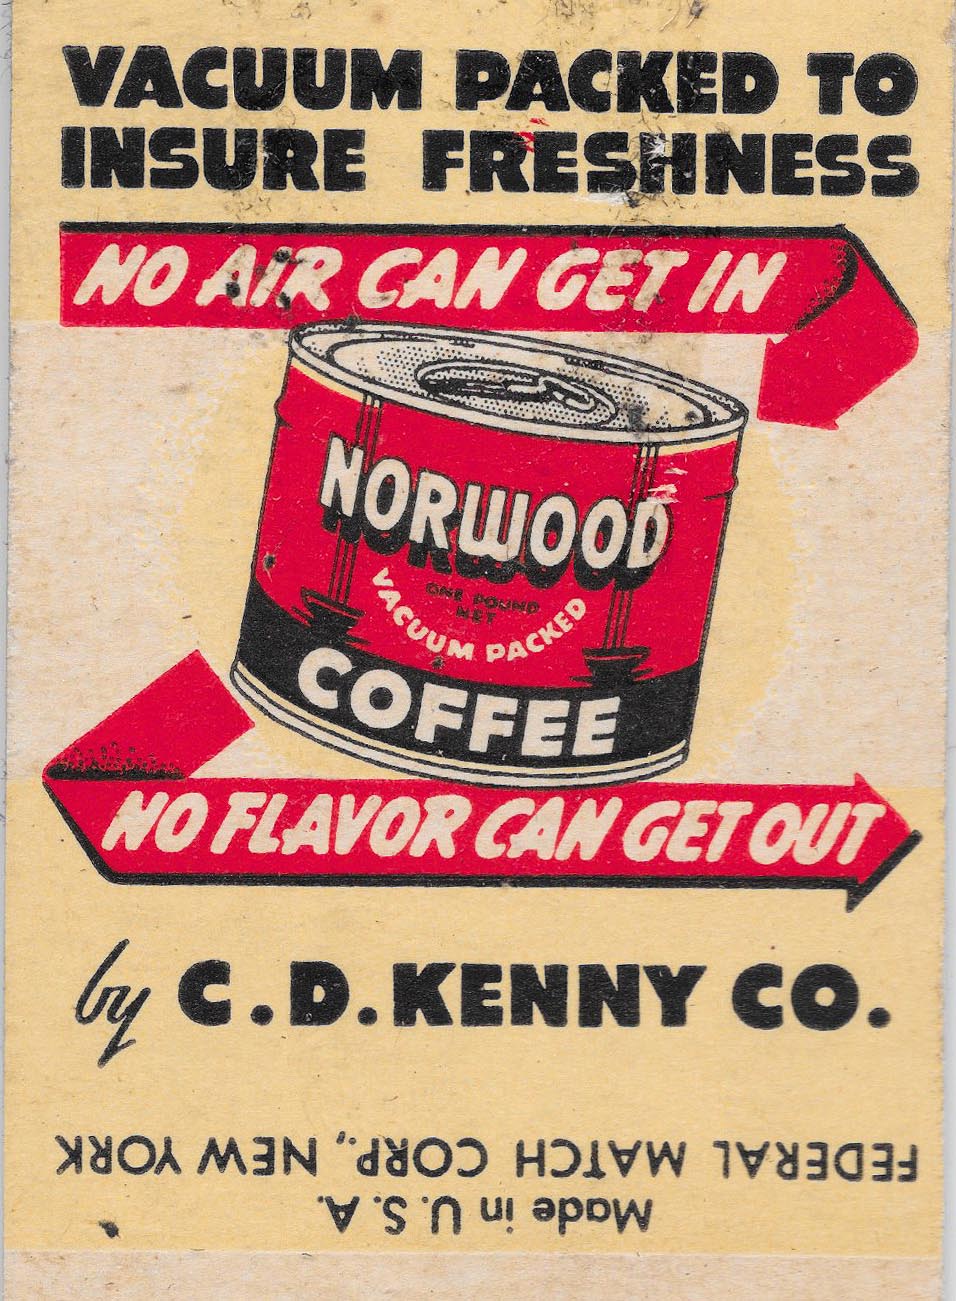 VACUUM PACKED TO
INSURE FRESHNESS
NO AIR CAN GET IN
NORWOOD
ONE POUND
NET
VACUUM PACKED
COFFEE
NO FLAVOR CAN GET OUT
by C.D. KENNY CO.
FEDERAL MATCH CORP., NEW YORK
Made in U.S.A.